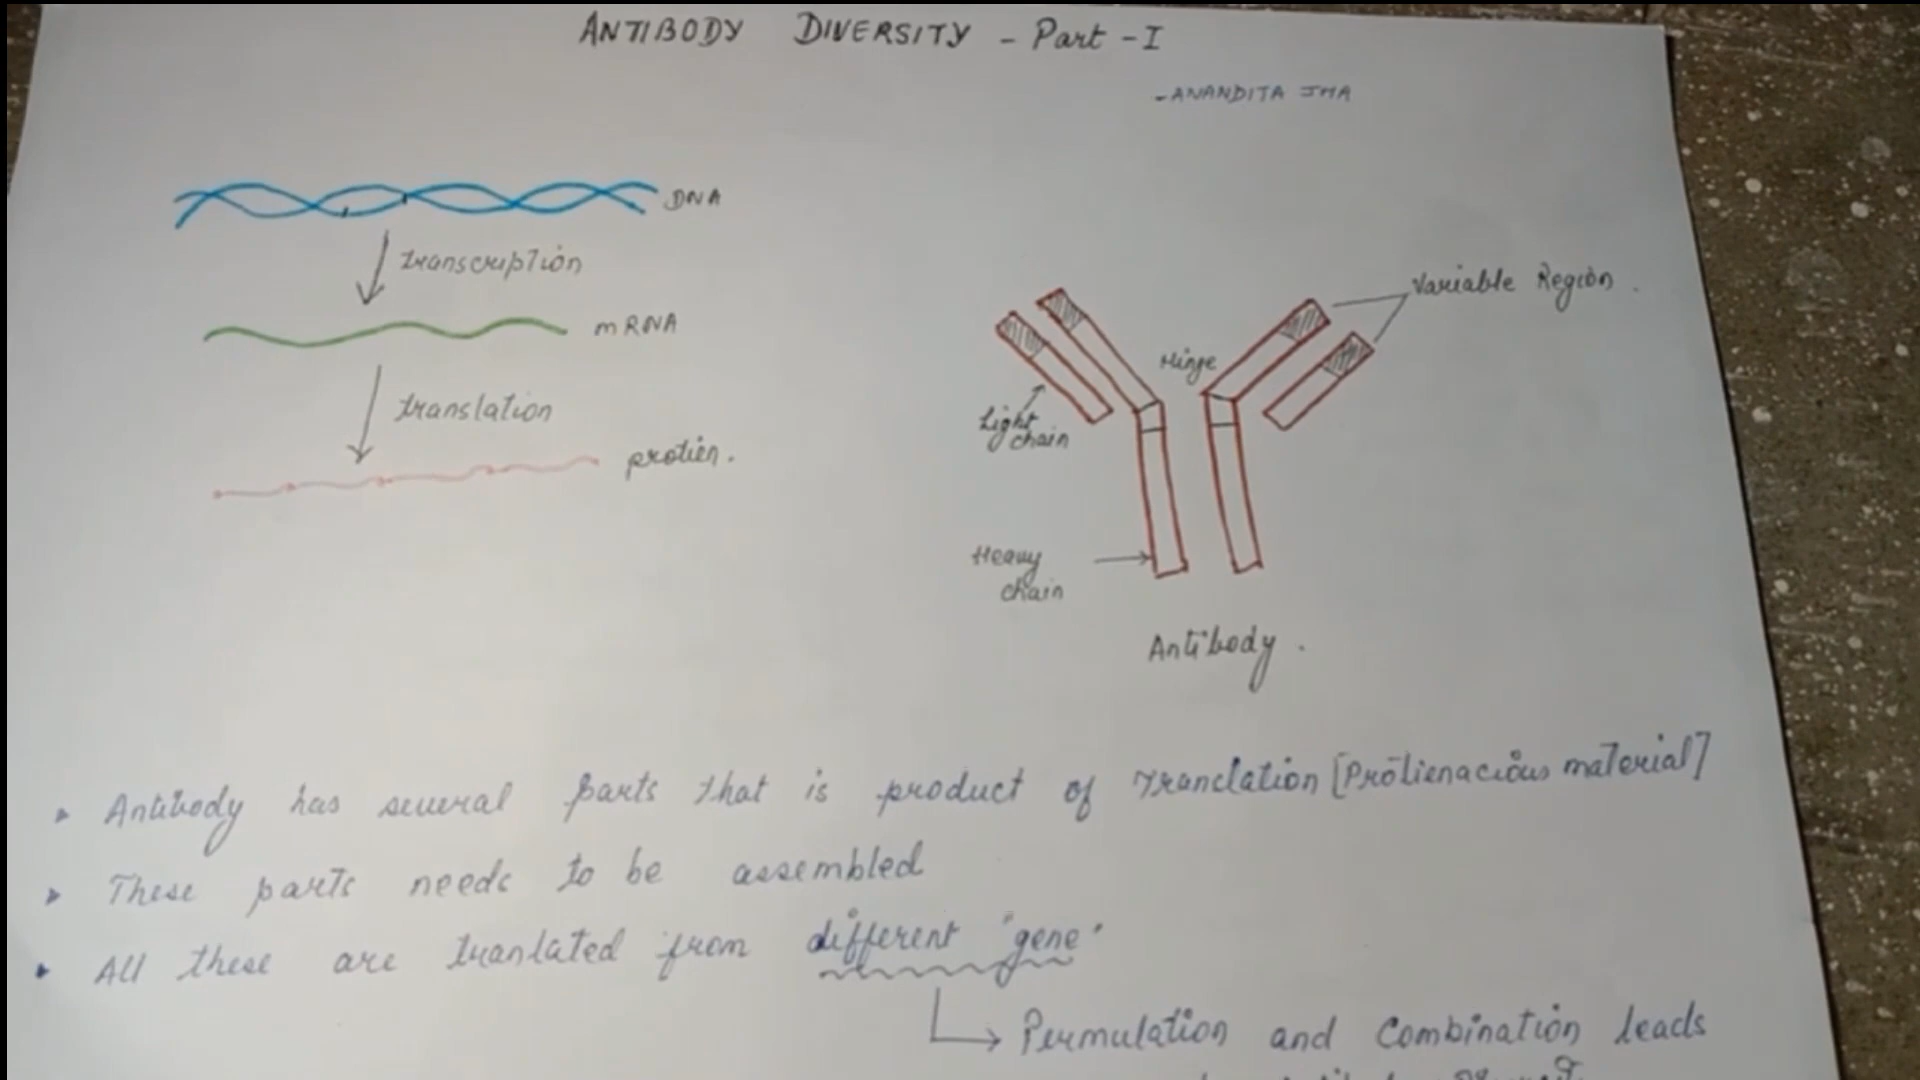 ANTIBODY DIVERSITY - Part - I
- ANANDITA JHA
DNA
transcription
mRNA
translation
protien.
Variable Region.
Hinge
Light
chain
Heavy
chain
Antibody.
Antibody has several parts that is product of Tranclation [Protienacious material]
These parts needs to be assembled
All these are tranlated from different "gene"
Permulation and Combination leads